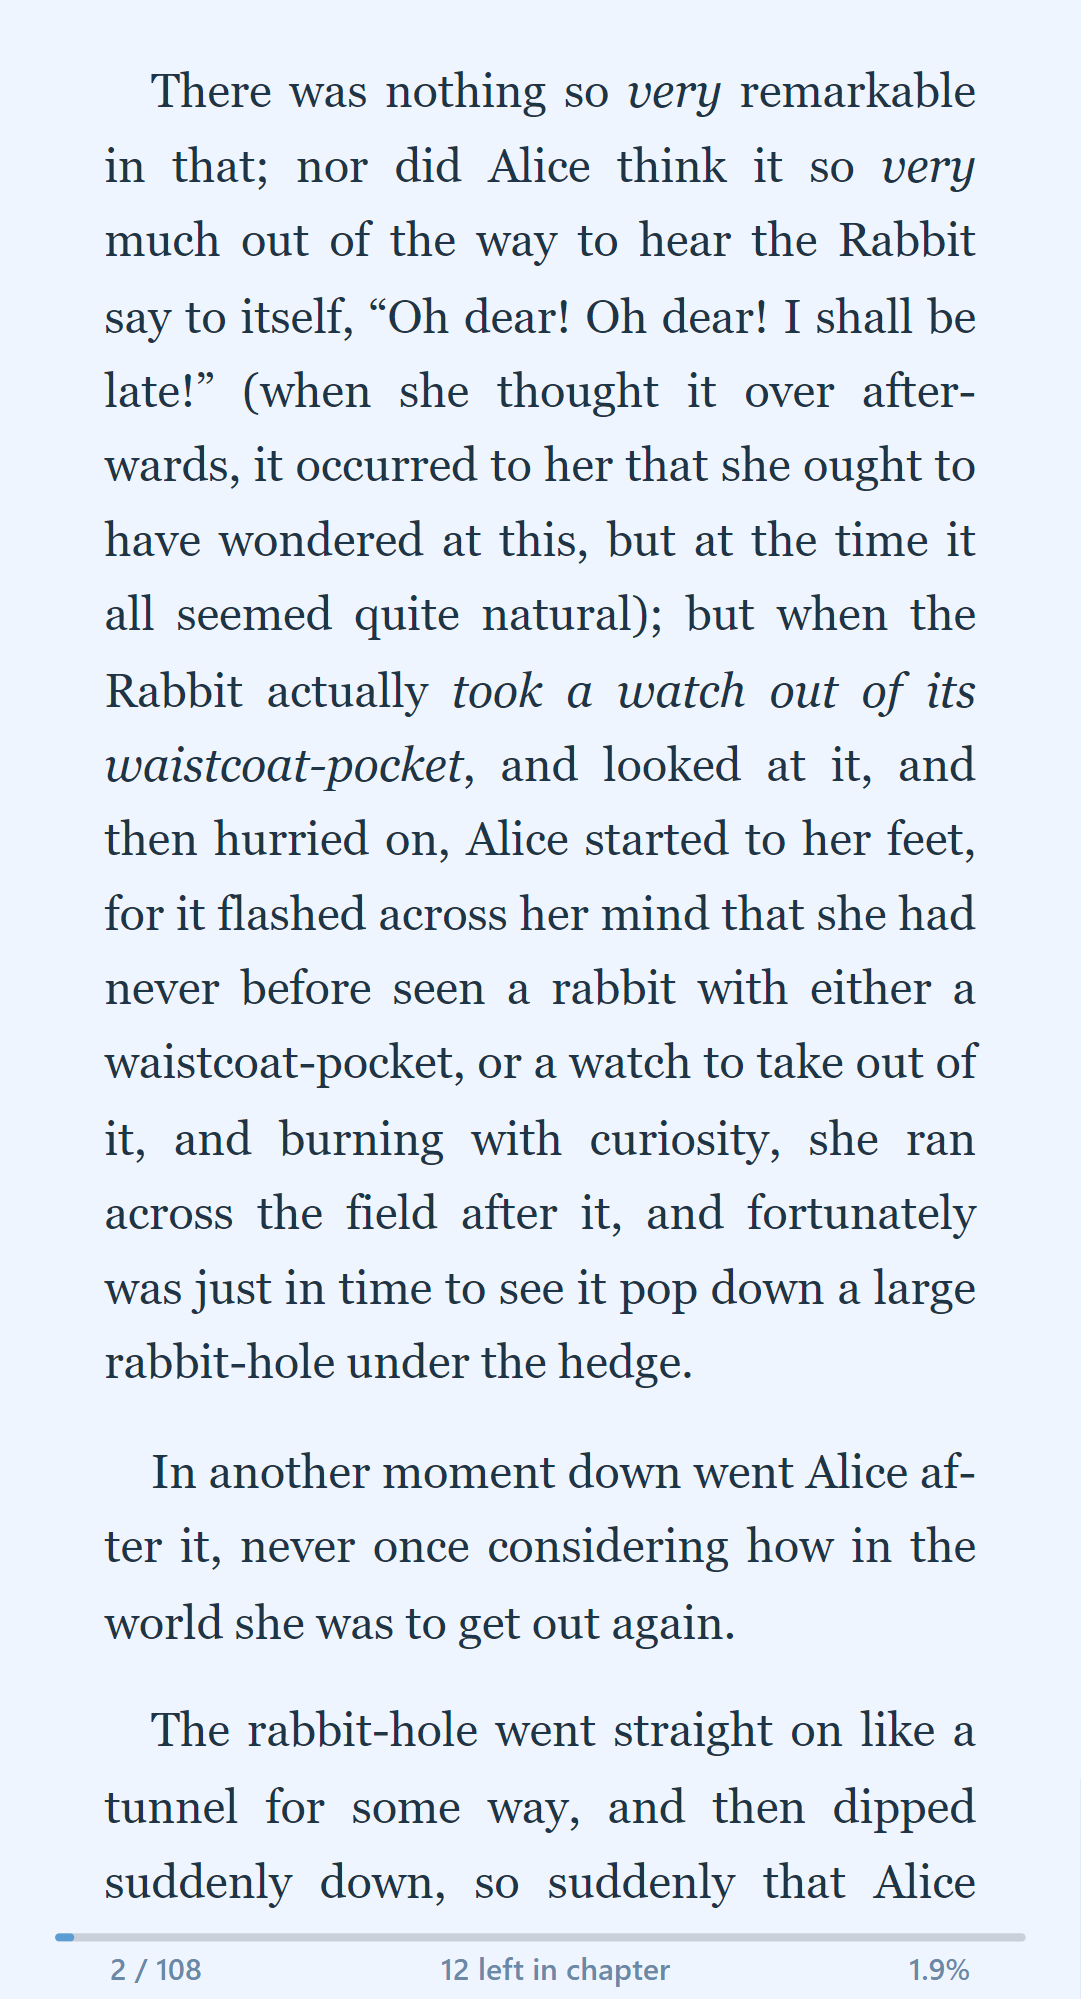 There was nothing so very remarkable
in that; nor did Alice think it so very
much out of the way to hear the Rabbit
say to itself, “Oh dear! Oh dear! I shall be
late!” (when she thought it over after-
wards, it occurred to her that she ought to
have wondered at this, but at the time it
all seemed quite natural); but when the
Rabbit actually took a watch out of its
waistcoat-pocket, and looked at it, and
then hurried on, Alice started to her feet,
for it flashed across her mind that she had
never before seen a rabbit with either a
waistcoat-pocket, or a watch to take out of
it, and burning with curiosity, she ran
across the field after it, and fortunately
was just in time to see it pop down a large
rabbit-hole under the hedge.
In another moment down went Alice af-
ter it, never once considering how in the
world she was to get out again.
The rabbit-hole went straight on like a
tunnel for some way, and then dipped
suddenly down, so suddenly that Alice
2 / 108 12 left in chapter 1.9%